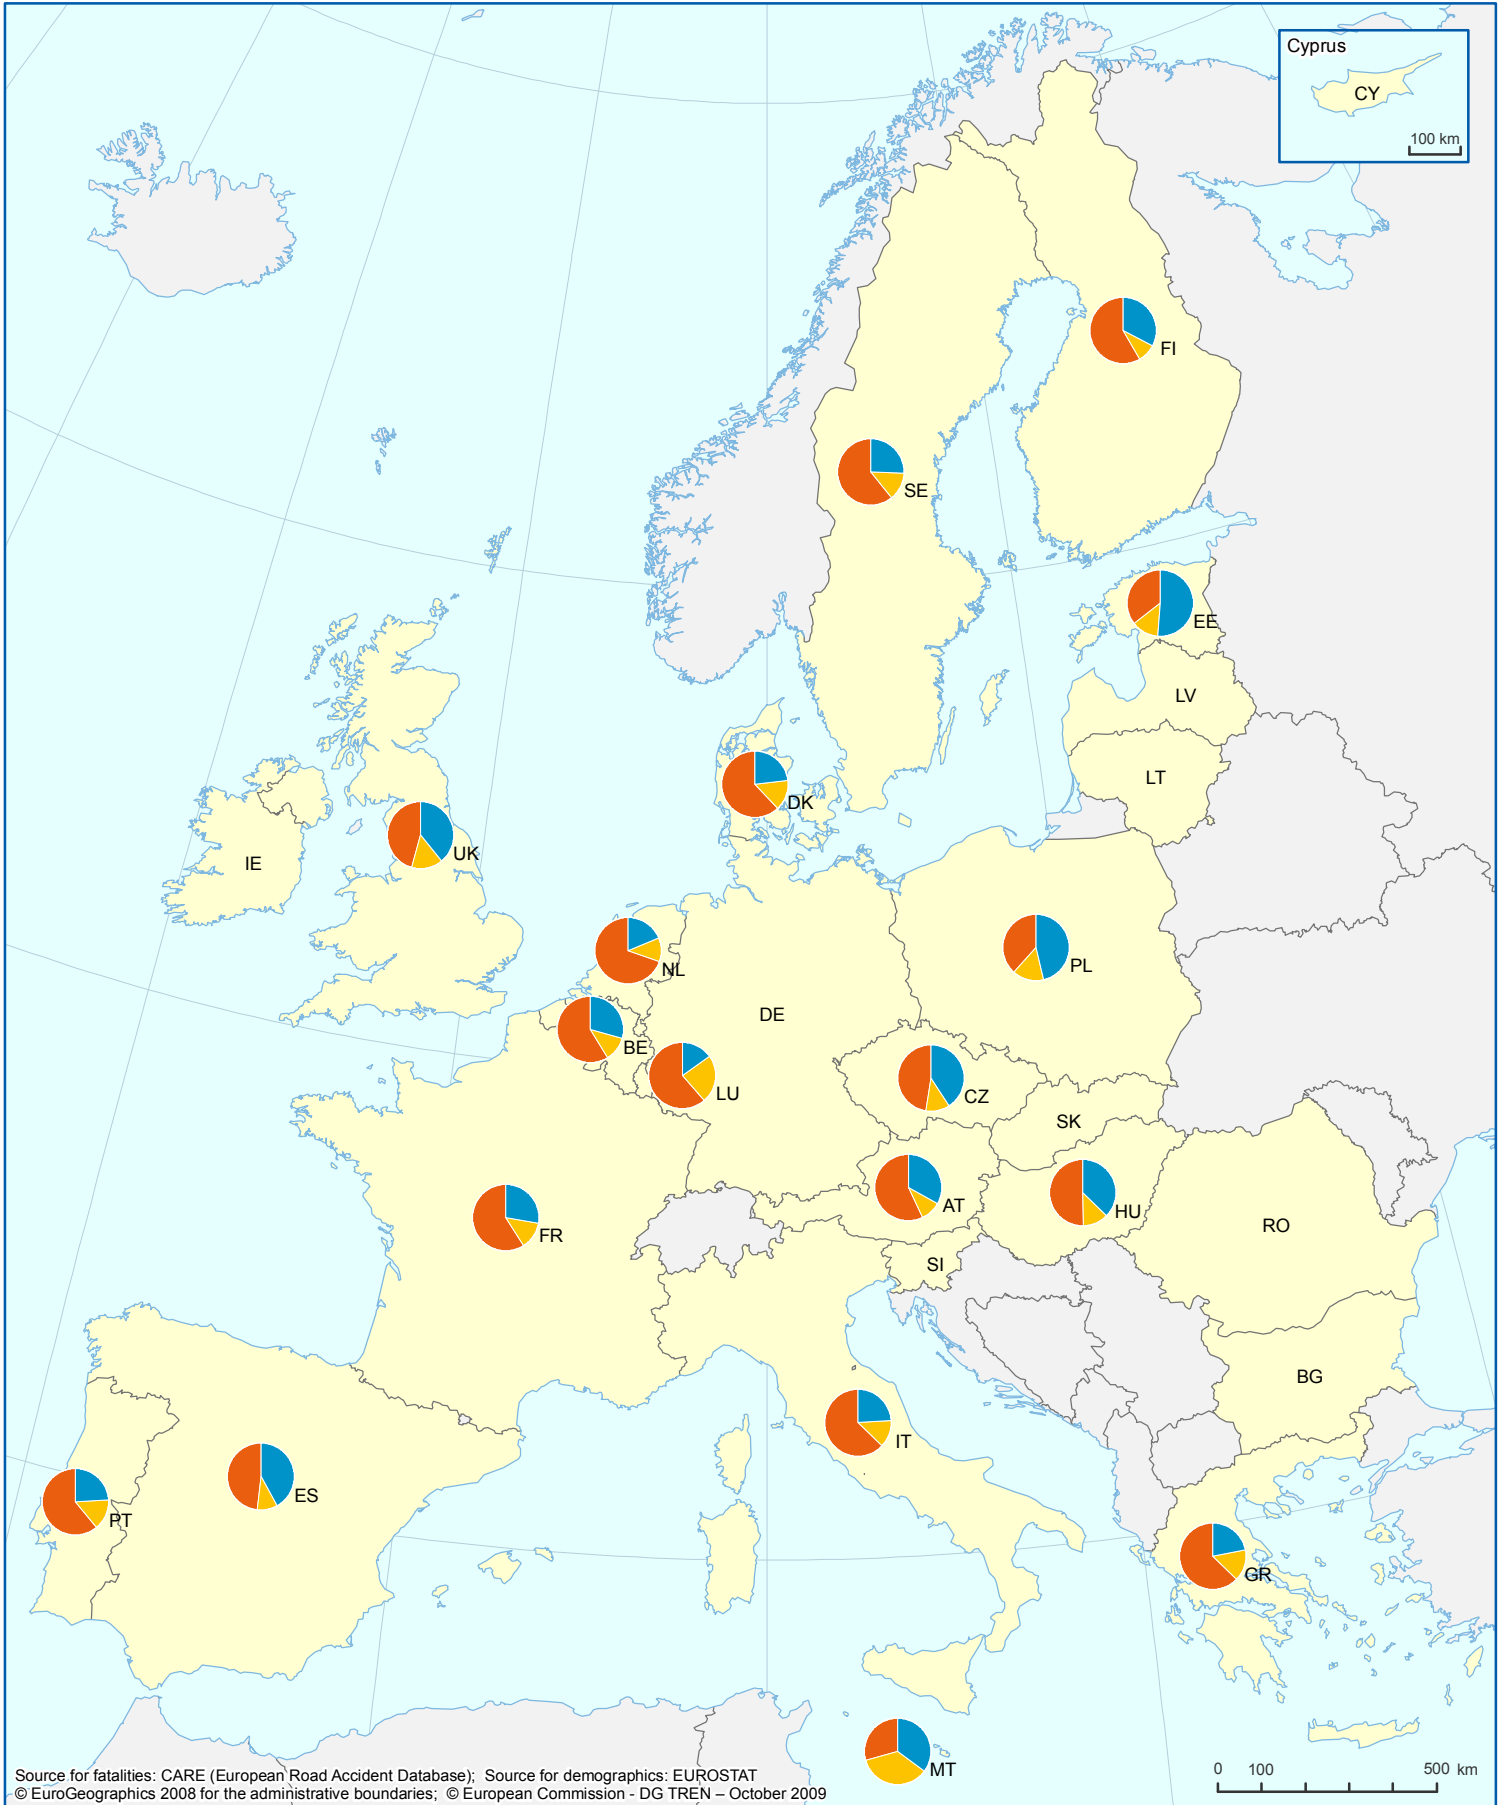 Cyprus
CY
100 km
FI
SE
EE
LV
LT
DK
UK
IE
NL
PL
DE
BE
LU
CZ
SK
AT
HU
FR
RO
SI
BG
IT
ES
PT
GR
MT
0 100 500 km
Source for fatalities: CARE (European Road Accident Database); Source for demographics: EUROSTAT
© EuroGeographics 2008 for the administrative boundaries; © European Commission - DG TREN – October 2009